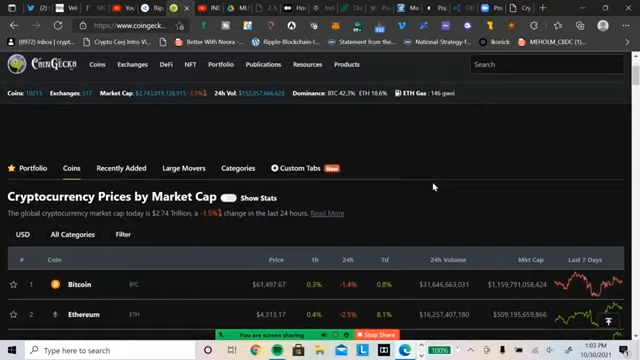 https://www.coingeck...
(8972) Inbox | crypt...
Crypto Ceej Intro Vi...
Better With Neora -...
Ripple-Blockchain-t...
Statement from the...
National-Strategy-f...
ikonick
MEHOLM_CBDC (1)...
CoinGecko
Coins Exchanges DeFi NFT Portfolio Publications Resources Products Search
Coins: 10213 Exchanges: 517 Market Cap: $2,743,019,128,915 -1.5% 24h Vol: $152,057,666,628 Dominance: BTC 42.3% ETH 18.6% ETH Gas: 146 gwei
Portfolio Coins Recently Added Large Movers Categories Custom Tabs New
Cryptocurrency Prices by Market Cap Show Stats
The global cryptocurrency market cap today is $2.74 Trillion, a -1.5% change in the last 24 hours. Read More
USD All Categories Filter
# Coin Price 1h 24h 7d 24h Volume Mkt Cap Last 7 Days
1 Bitcoin BTC $61,497.67 0.3% -1.4% 0.8% $31,646,663,031 $1,159,791,058,424
2 Ethereum ETH $4,313.17 0.4% -2.5% 8.1% $16,257,407,180 $509,195,659,866
You are screen sharing Stop Share
Type here to search 100% 1:03 PM
10/30/2021